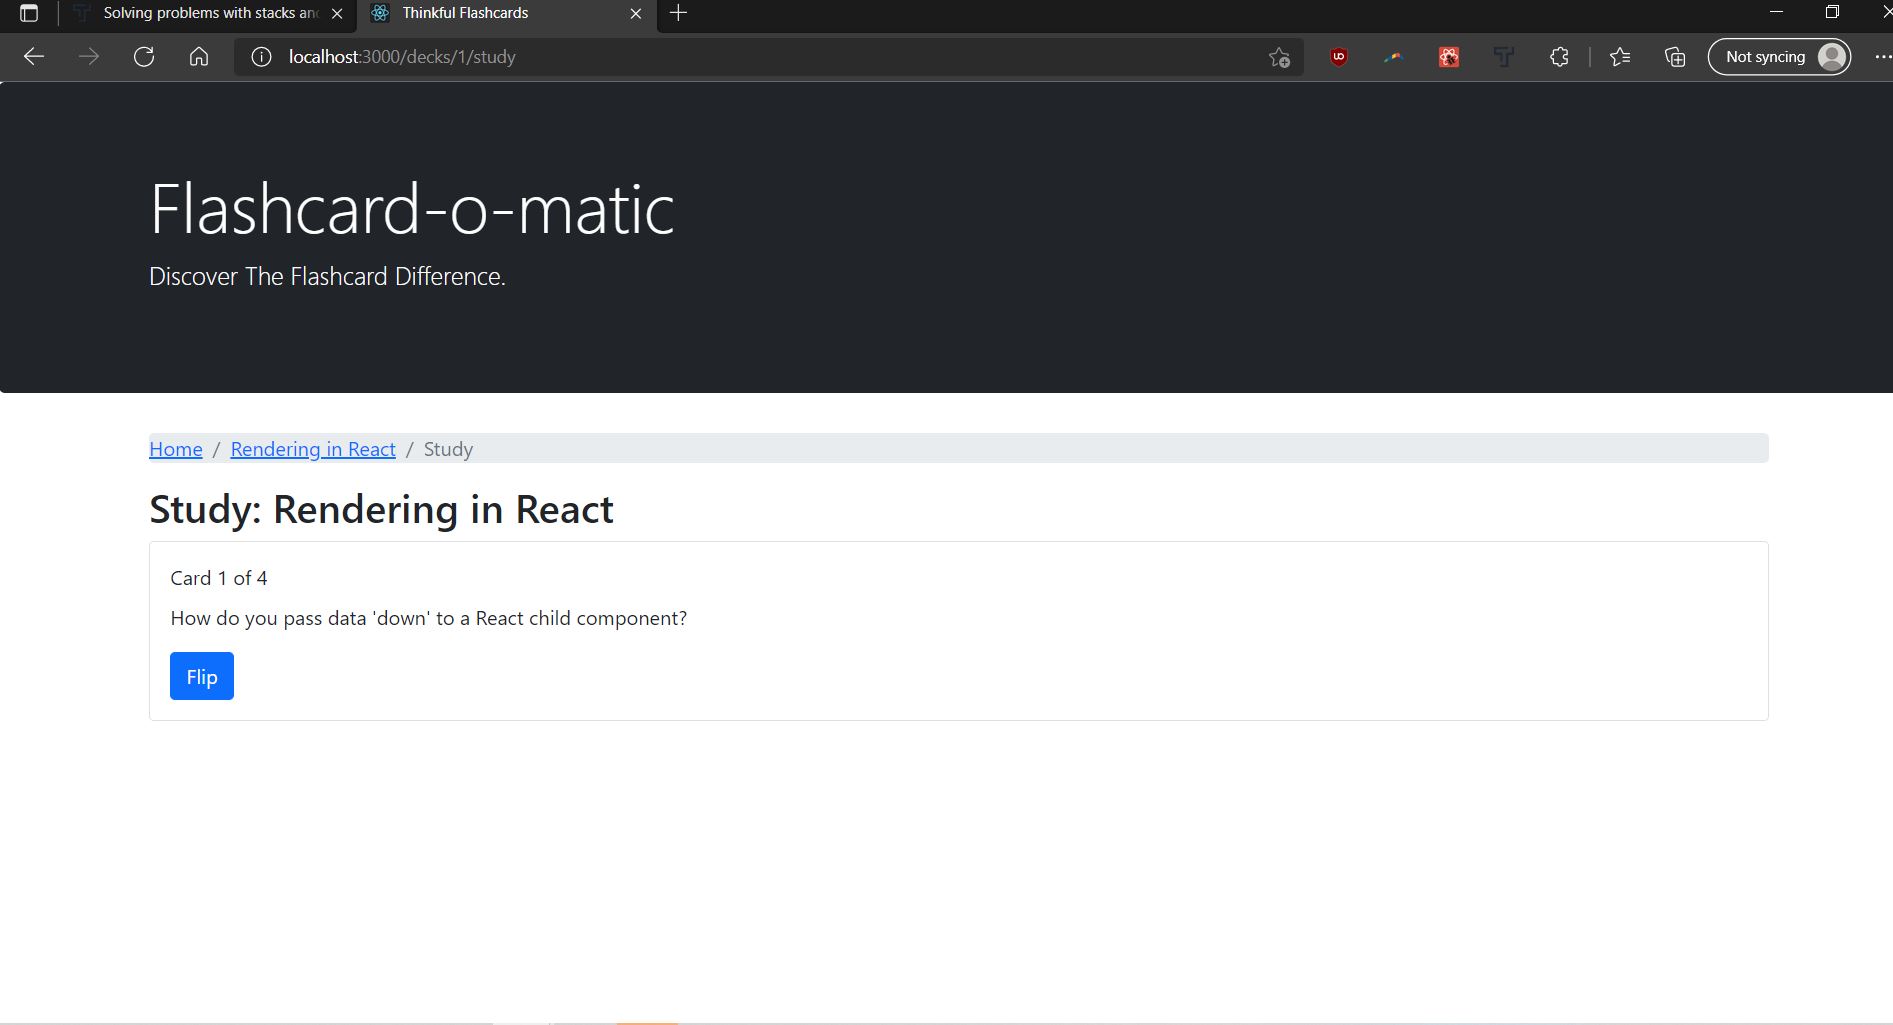 Solving problems with stacks an
Thinkful Flashcards
localhost:3000/decks/1/study
Not syncing
Flashcard-o-matic
Discover The Flashcard Difference.
Home / Rendering in React / Study
Study: Rendering in React
Card 1 of 4
How do you pass data 'down' to a React child component?
Flip